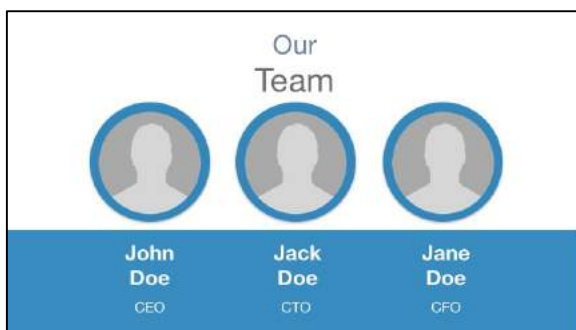 Our
Team
John Doe
CEO
Jack Doe
CTO
Jane Doe
CFO